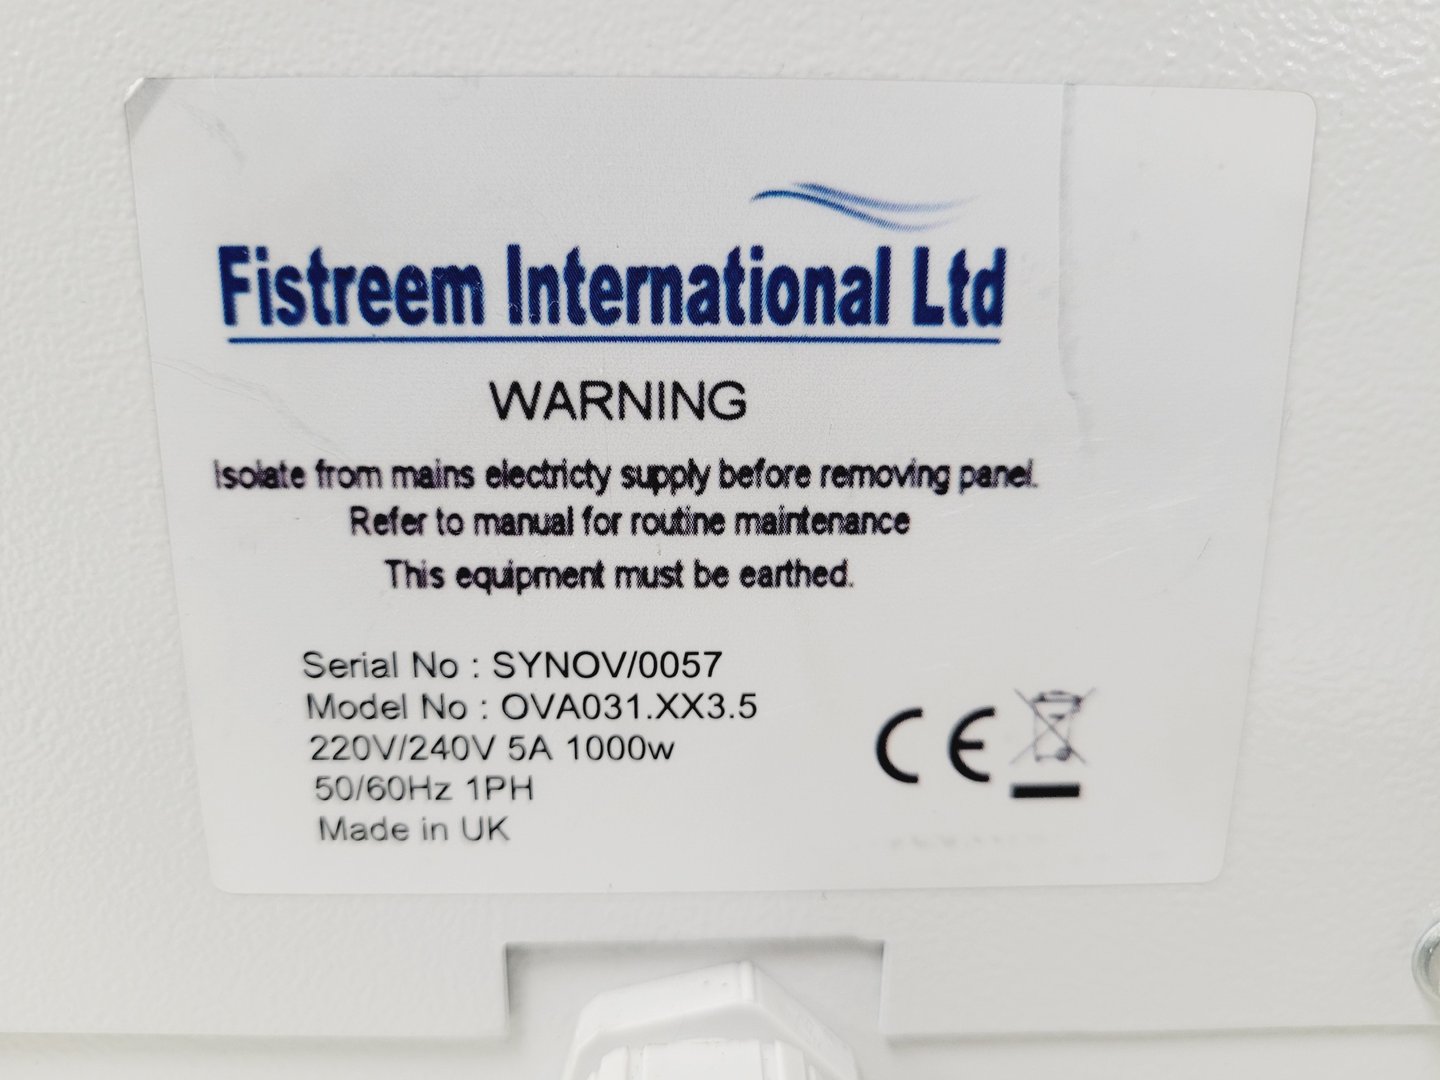 Fistreem International Ltd
WARNING
Isolate from mains electricty supply before removing panel.
Refer to manual for routine maintenance
This equipment must be earthed.
Serial No : SYNOV/0057
Model No : OVA031.XX3.5
220V/240V 5A 1000w
50/60Hz 1PH
Made in UK
CE